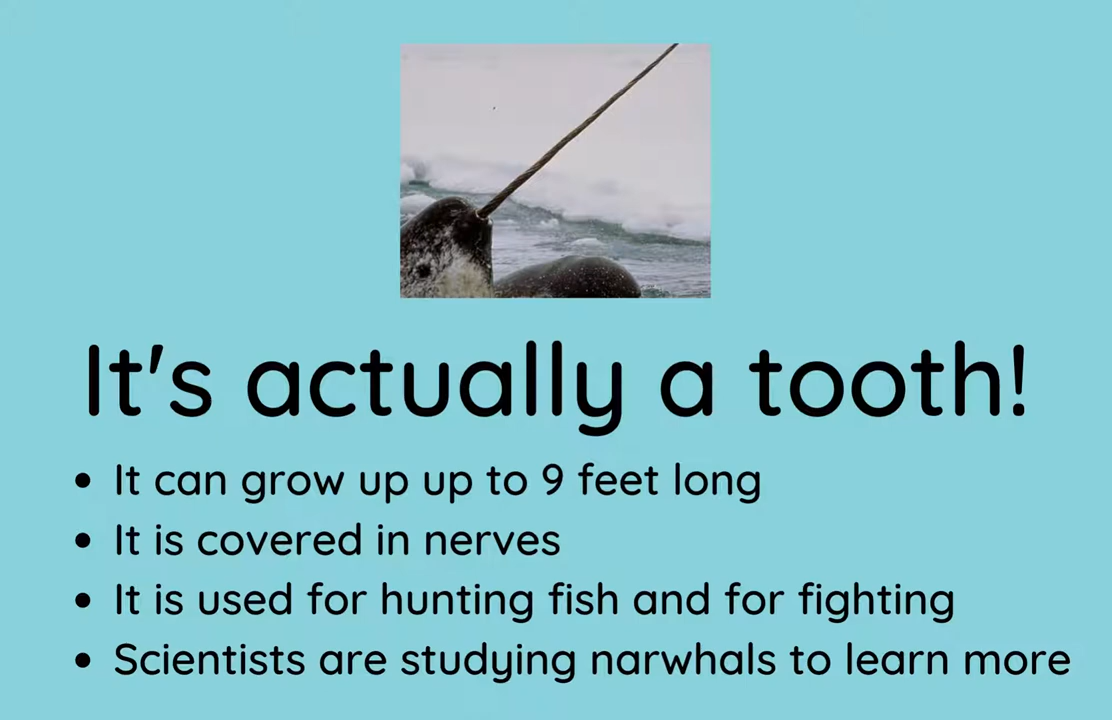 It's actually a tooth!
• It can grow up up to 9 feet long
• It is covered in nerves
• It is used for hunting fish and for fighting
• Scientists are studying narwhals to learn more